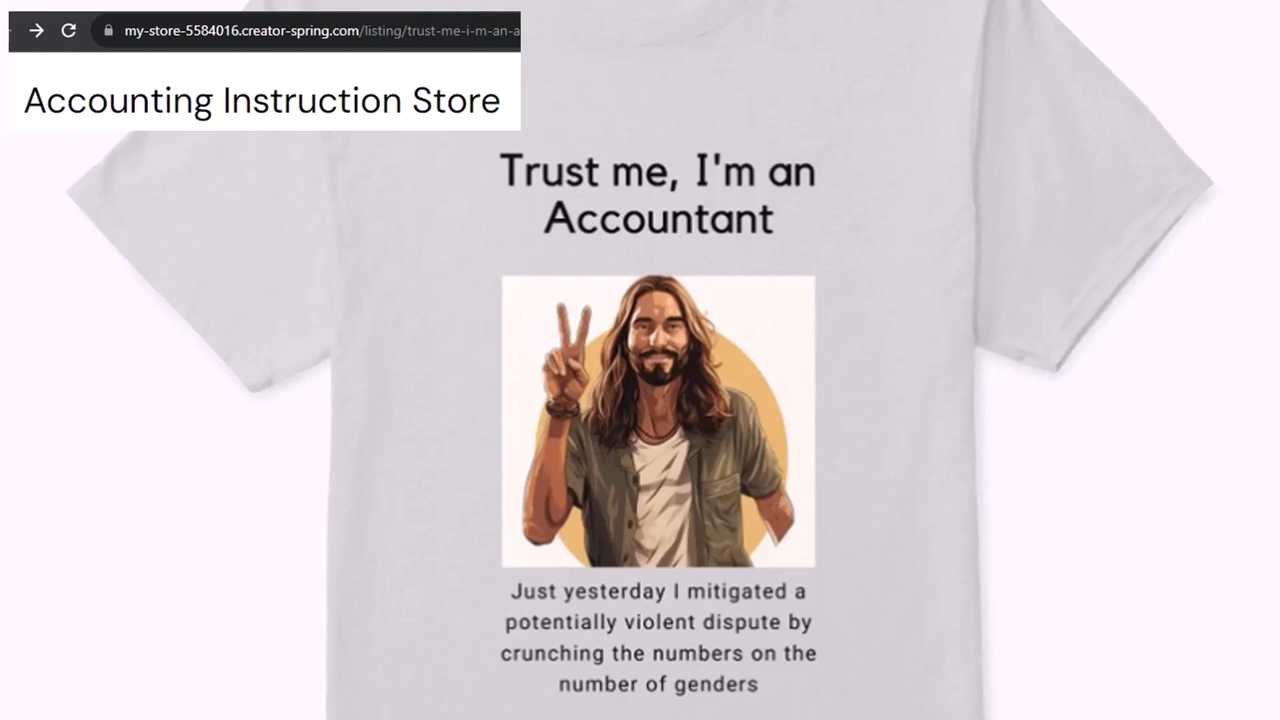 my-store-5584016.creator-spring.com/listing/trust-me-i-m-an-a
Accounting Instruction Store
Trust me, I'm an
Accountant
Just yesterday I mitigated a
potentially violent dispute by
crunching the numbers on the
number of genders